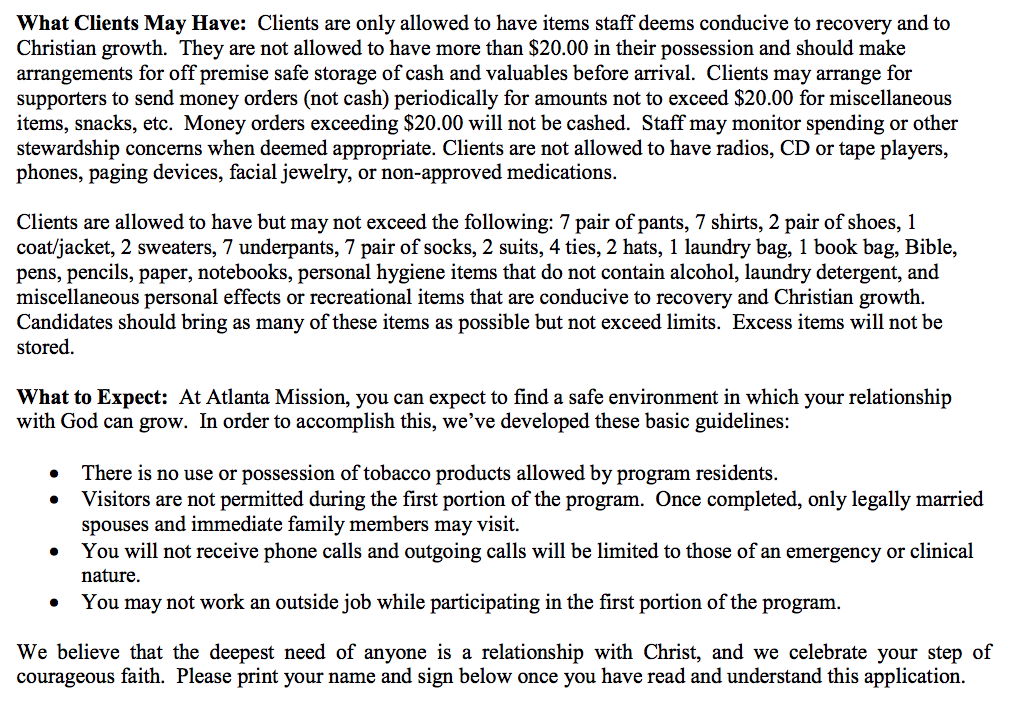 What Clients May Have: Clients are only allowed to have items staff deems conducive to recovery and to
Christian growth. They are not allowed to have more than $20.00 in their possession and should make
arrangements for off premise safe storage of cash and valuables before arrival. Clients may arrange for
supporters to send money orders (not cash) periodically for amounts not to exceed $20.00 for miscellaneous
items, snacks, etc. Money orders exceeding $20.00 will not be cashed. Staff may monitor spending or other
stewardship concerns when deemed appropriate. Clients are not allowed to have radios, CD or tape players,
phones, paging devices, facial jewelry, or non-approved medications.
Clients are allowed to have but may not exceed the following: 7 pair of pants, 7 shirts, 2 pair of shoes, 1
coat/jacket, 2 sweaters, 7 underpants, 7 pair of socks, 2 suits, 4 ties, 2 hats, 1 laundry bag, 1 book bag, Bible,
pens, pencils, paper, notebooks, personal hygiene items that do not contain alcohol, laundry detergent, and
miscellaneous personal effects or recreational items that are conducive to recovery and Christian growth.
Candidates should bring as many of these items as possible but not exceed limits. Excess items will not be
stored.
What to Expect: At Atlanta Mission, you can expect to find a safe environment in which your relationship
with God can grow. In order to accomplish this, we've developed these basic guidelines:
• There is no use or possession of tobacco products allowed by program residents.
• Visitors are not permitted during the first portion of the program. Once completed, only legally married
spouses and immediate family members may visit.
• You will not receive phone calls and outgoing calls will be limited to those of an emergency or clinical
nature.
• You may not work an outside job while participating in the first portion of the program.
We believe that the deepest need of anyone is a relationship with Christ, and we celebrate your step of
courageous faith. Please print your name and sign below once you have read and understand this application.